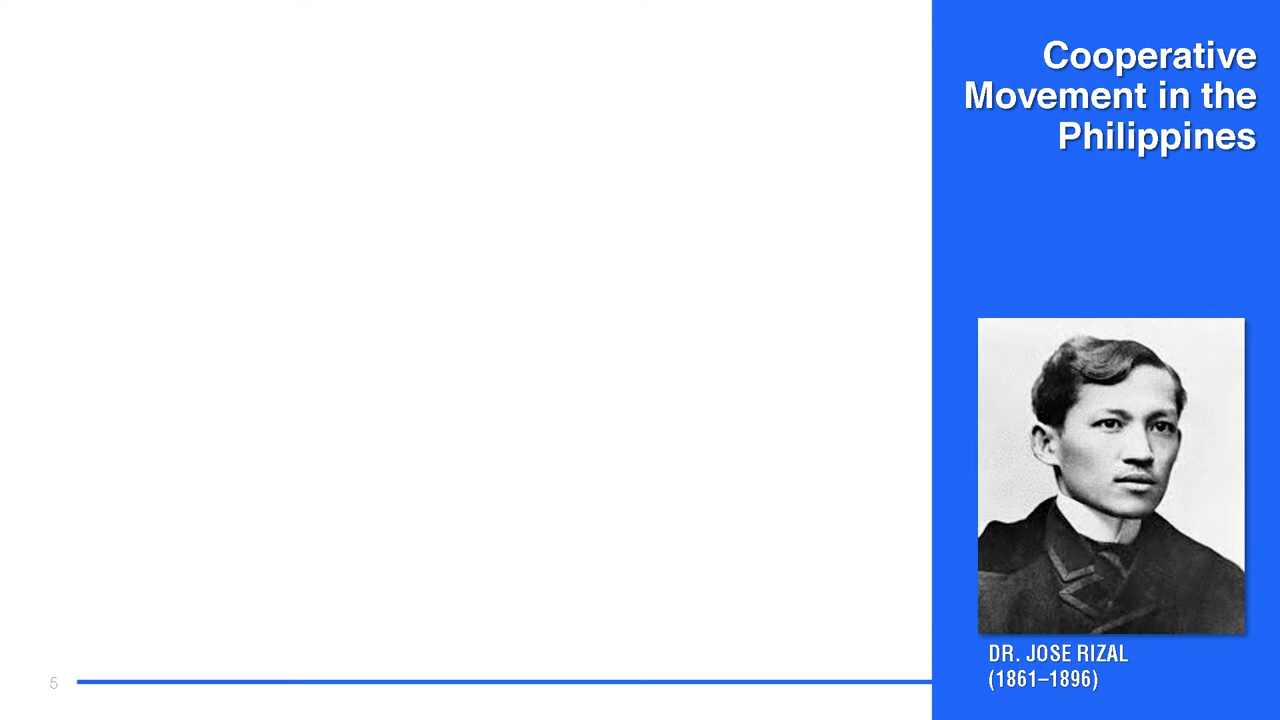 Cooperative
Movement in the
Philippines
DR. JOSE RIZAL
(1861–1896)
5